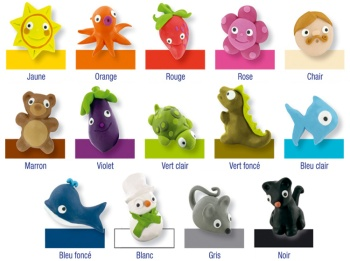 Jaune Orange Rouge Rose Chair
Marron Violet Vert clair Vert foncé Bleu clair
Bleu foncé Blanc Gris Noir